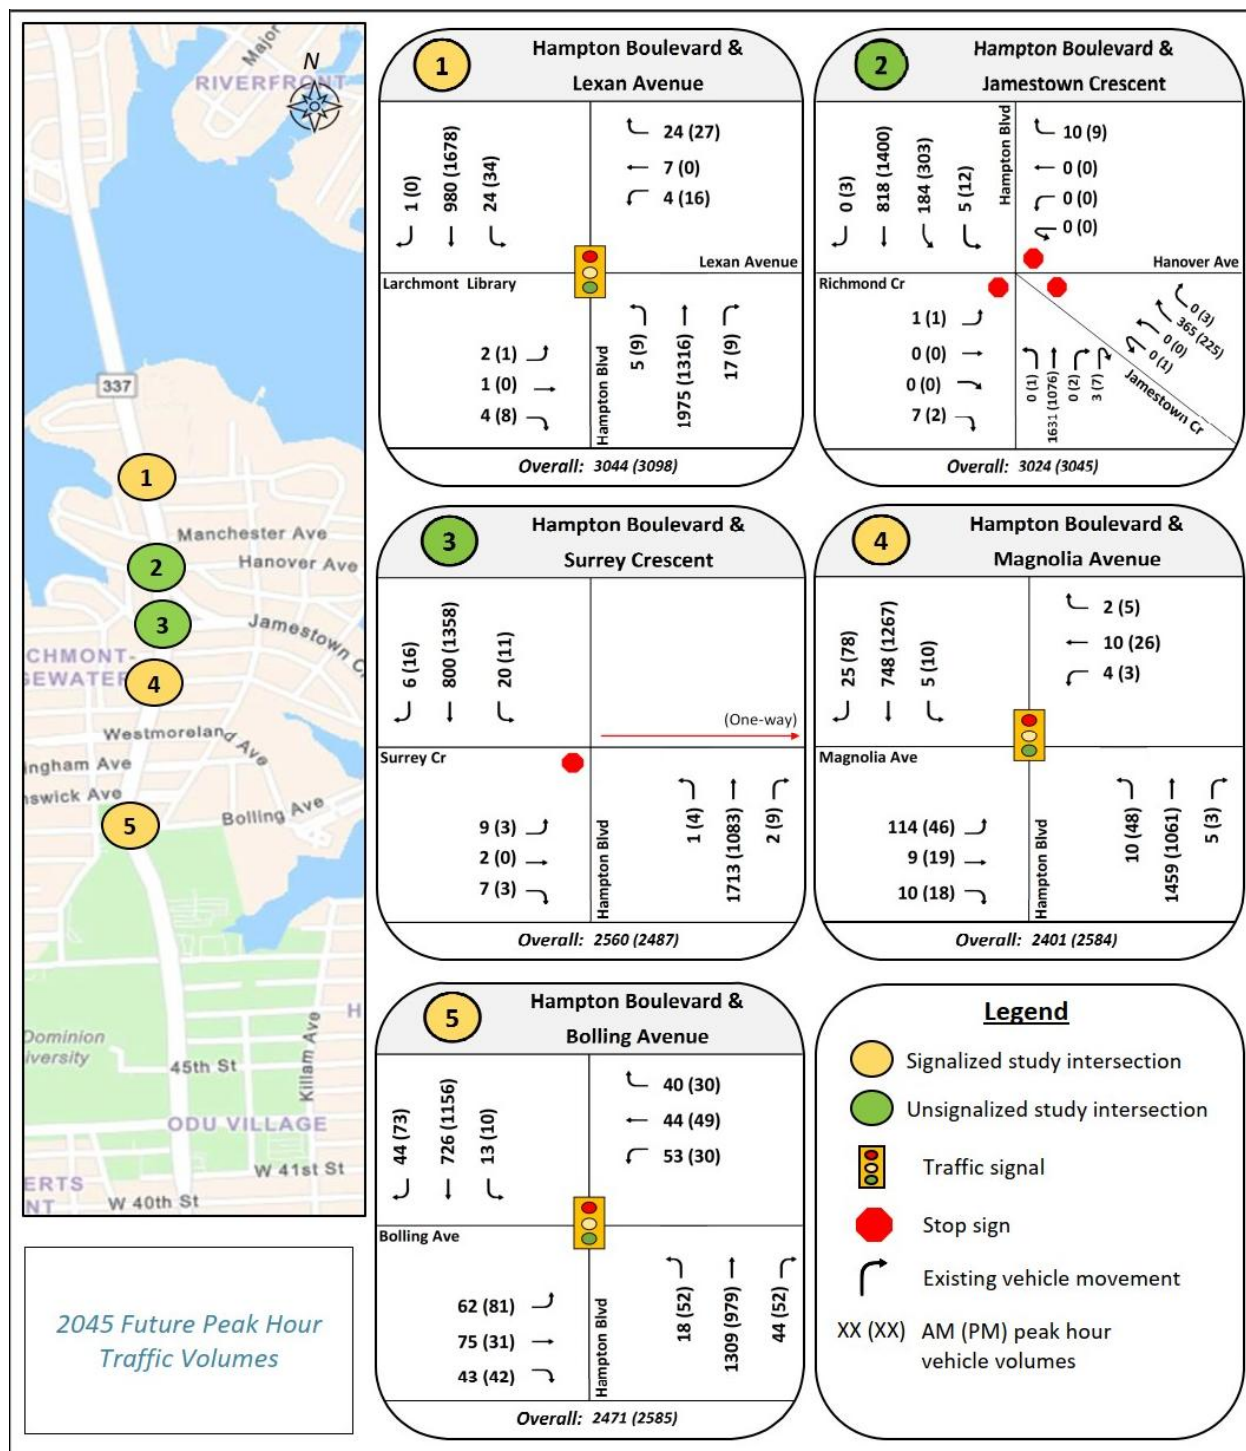 Major
N
RIVERFRONT
337
1
Manchester Ave
2
Hanover Ave
3
Jamestown C
CHMONT-
GEWATER
4
Westmoreland Ave
ingham Ave
nswick Ave
5
Bolling Ave
H
Dominion
iversity
45th St
Killam Ave
ODU VILLAGE
W 41st St
ERTS
NT
W 40th St
2045 Future Peak Hour
Traffic Volumes
1
Hampton Boulevard &
Lexan Avenue
1 (0)
980 (1678)
24 (34)
24 (27)
7 (0)
4 (16)
Lexan Avenue
Larchmont Library
2 (1)
1 (0)
4 (8)
Hampton Blvd
5 (9)
1975 (1316)
17 (9)
Overall: 3044 (3098)
2
Hampton Boulevard &
Jamestown Crescent
0 (3)
818 (1400)
184 (303)
5 (12)
Hampton Blvd
10 (9)
0 (0)
0 (0)
0 (0)
Hanover Ave
Richmond Cr
1 (1)
0 (0)
0 (0)
7 (2)
0 (1)
1631 (1076)
0 (2)
3 (7)
0 (3)
365 (225)
0 (0)
0 (1)
Jamestown Cr
Overall: 3024 (3045)
3
Hampton Boulevard &
Surrey Crescent
6 (16)
800 (1358)
20 (11)
(One-way)
Surrey Cr
9 (3)
2 (0)
7 (3)
Hampton Blvd
1 (4)
1713 (1083)
2 (9)
Overall: 2560 (2487)
4
Hampton Boulevard &
Magnolia Avenue
25 (78)
748 (1267)
5 (10)
2 (5)
10 (26)
4 (3)
Magnolia Ave
114 (46)
9 (19)
10 (18)
Hampton Blvd
10 (48)
1459 (1061)
5 (3)
Overall: 2401 (2584)
5
Hampton Boulevard &
Bolling Avenue
44 (73)
726 (1156)
13 (10)
40 (30)
44 (49)
53 (30)
Bolling Ave
62 (81)
75 (31)
43 (42)
Hampton Blvd
18 (52)
1309 (979)
44 (52)
Overall: 2471 (2585)
Legend
Signalized study intersection
Unsignalized study intersection
Traffic signal
Stop sign
Existing vehicle movement
XX (XX) AM (PM) peak hour
vehicle volumes